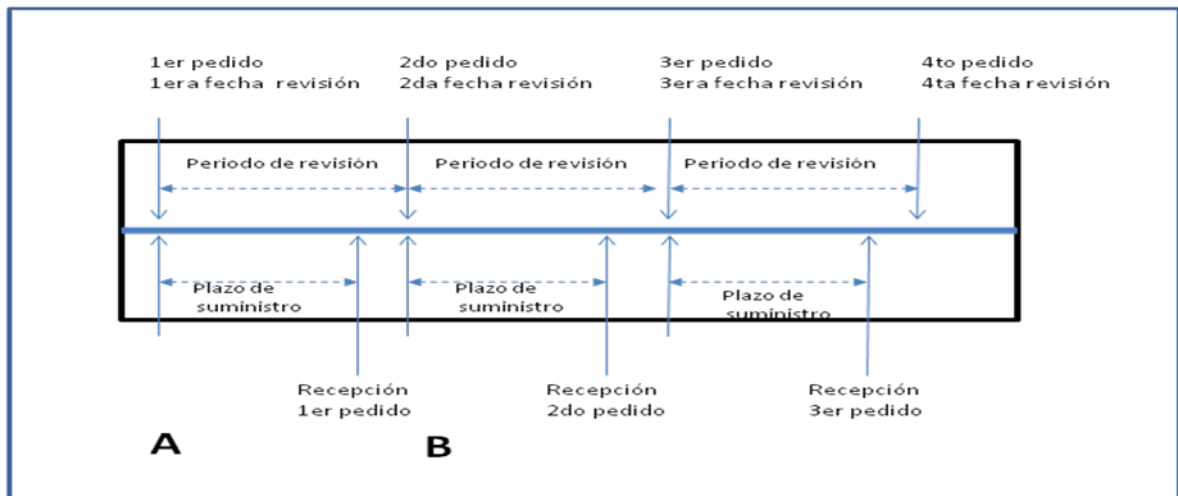 1er pedido
1era fecha revisión
2do pedido
2da fecha revisión
3er pedido
3era fecha revisión
4to pedido
4ta fecha revisión
Periodo de revisión
Periodo de revisión
Periodo de revisión
Plazo de
suministro
Plazo de
suministro
Plazo de
suministro
Recepción
1er pedido
Recepción
2do pedido
Recepción
3er pedido
A
B